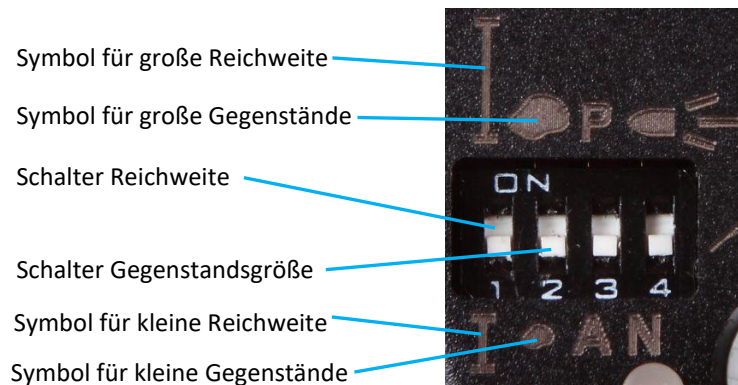 Symbol für große Reichweite
Symbol für große Gegenstände
P
Schalter Reichweite
ON
Schalter Gegenstandsgröße
1 2 3 4
Symbol für kleine Reichweite
A N
Symbol für kleine Gegenstände